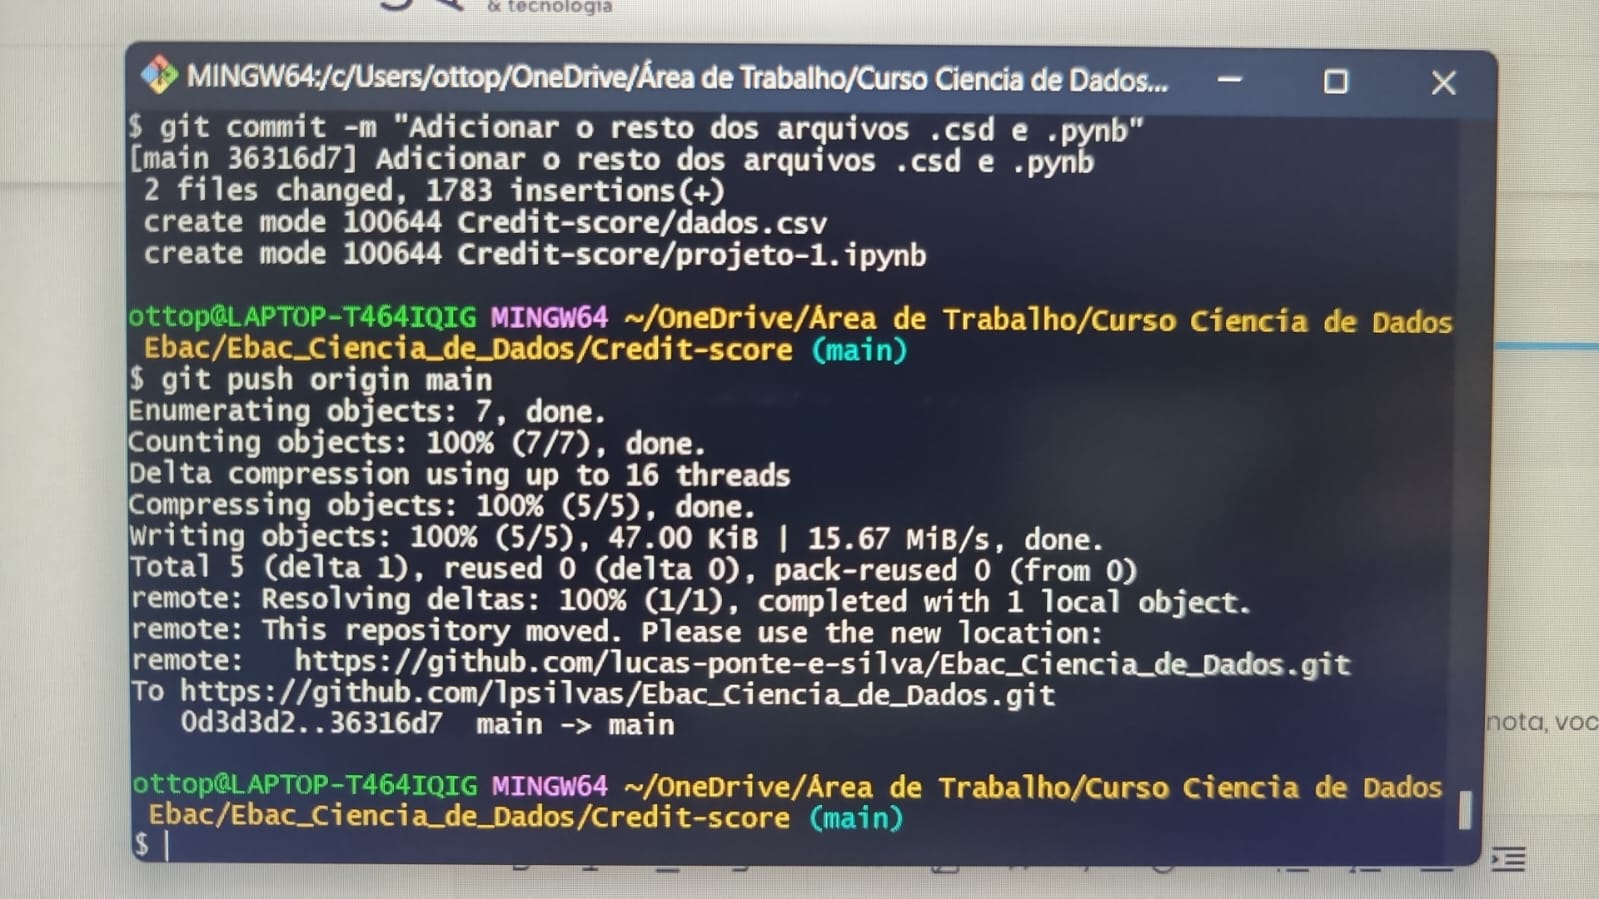 & tecnologia
MINGW64:/c/Users/ottop/OneDrive/Área de Trabalho/Curso Ciencia de Dados...
$ git commit -m "Adicionar o resto dos arquivos .csd e .pynb"
[main 36316d7] Adicionar o resto dos arquivos .csd e .pynb
2 files changed, 1783 insertions(+)
create mode 100644 Credit-score/dados.csv
create mode 100644 Credit-score/projeto-1.ipynb
ottop@LAPTOP-T464IQIG MINGW64 ~/OneDrive/Área de Trabalho/Curso Ciencia de Dados
Ebac/Ebac_Ciencia_de_Dados/Credit-score (main)
$ git push origin main
Enumerating objects: 7, done.
Counting objects: 100% (7/7), done.
Delta compression using up to 16 threads
Compressing objects: 100% (5/5), done.
Writing objects: 100% (5/5), 47.00 KiB | 15.67 MiB/s, done.
Total 5 (delta 1), reused 0 (delta 0), pack-reused 0 (from 0)
remote: Resolving deltas: 100% (1/1), completed with 1 local object.
remote: This repository moved. Please use the new location:
remote:   https://github.com/lucas-ponte-e-silva/Ebac_Ciencia_de_Dados.git
To https://github.com/lpsilvas/Ebac_Ciencia_de_Dados.git
0d3d3d2..36316d7  main -> main
nota, voc
ottop@LAPTOP-T464IQIG MINGW64 ~/OneDrive/Área de Trabalho/Curso Ciencia de Dados
Ebac/Ebac_Ciencia_de_Dados/Credit-score (main)
$